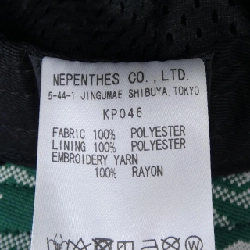 NEPENTHES CO., LTD.
5-44-1 JINGUMAE SHIBUYA, TOKYO
KP046
FABRIC 100% POLYESTER
LINING 100% POLYESTER
EMBROIDERY YARN
100% RAYON